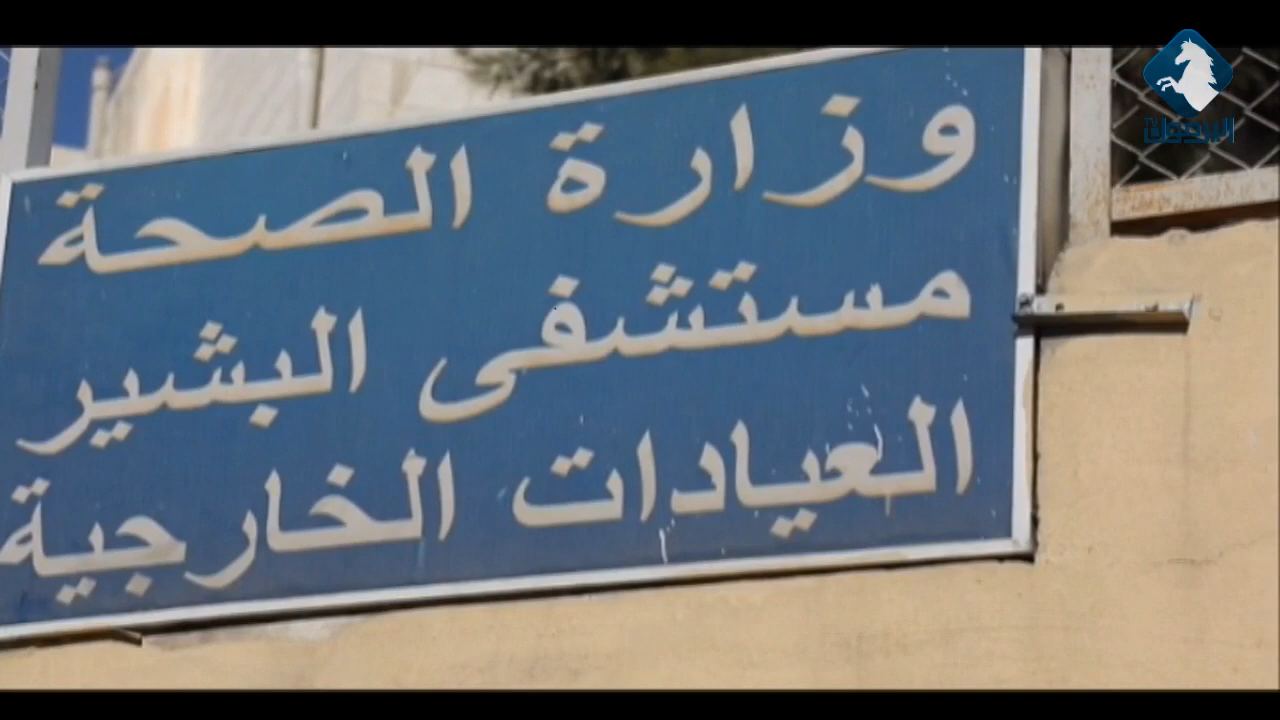 وزارة الصحة
مستشفى البشير
العيادات الخارجية